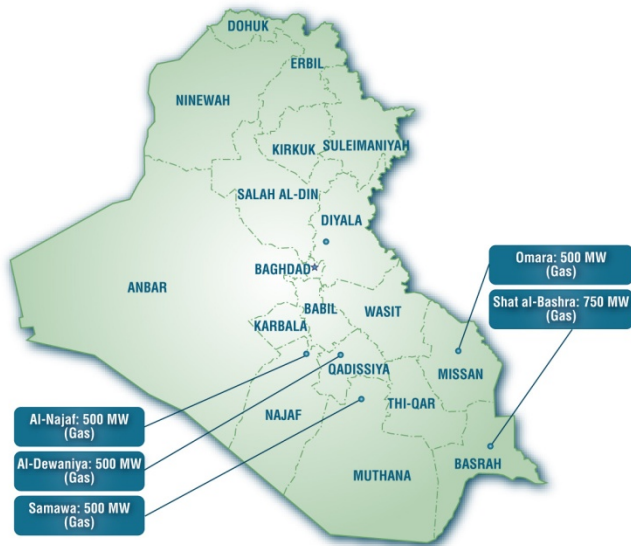 DOHUK
ERBIL
NINEWAH
KIRKUK
SULEIMANIYAH
SALAH AL-DIN
DIYALA
BAGHDAD
ANBAR
BABIL
WASIT
KARBALA
QADISSIYA
MISSAN
NAJAF
THI-QAR
MUTHANA
BASRAH
Omara: 500 MW
(Gas)
Shat al-Bashra: 750 MW
(Gas)
Al-Najaf: 500 MW
(Gas)
Al-Dewaniya: 500 MW
(Gas)
Samawa: 500 MW
(Gas)